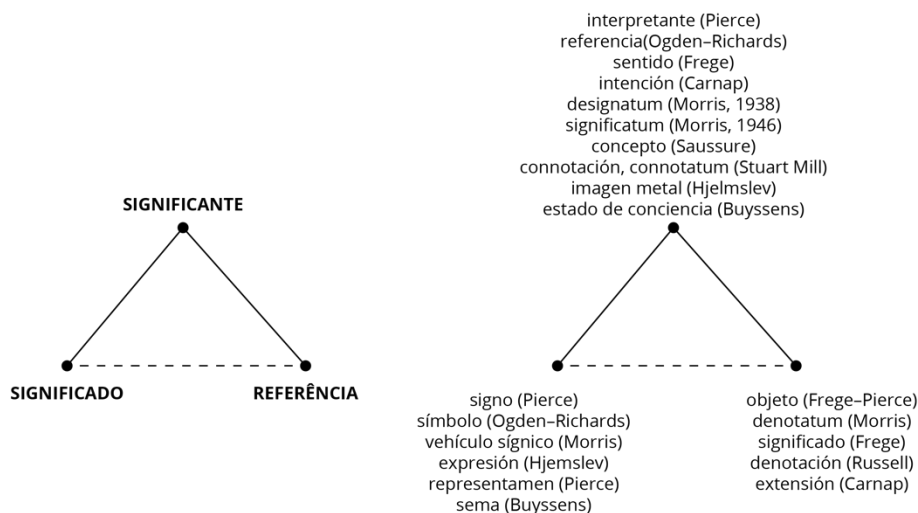 SIGNIFICANTE
SIGNIFICADO
REFERÊNCIA
interpretante (Pierce)
referencia(Ogden–Richards)
sentido (Frege)
intención (Carnap)
designatum (Morris, 1938)
significatum (Morris, 1946)
concepto (Saussure)
connotación, connotatum (Stuart Mill)
imagen metal (Hjelmslev)
estado de conciencia (Buyssens)
signo (Pierce)
símbolo (Ogden–Richards)
vehículo sígnico (Morris)
expresión (Hjemslev)
representamen (Pierce)
sema (Buyssens)
objeto (Frege–Pierce)
denotatum (Morris)
significado (Frege)
denotación (Russell)
extensión (Carnap)